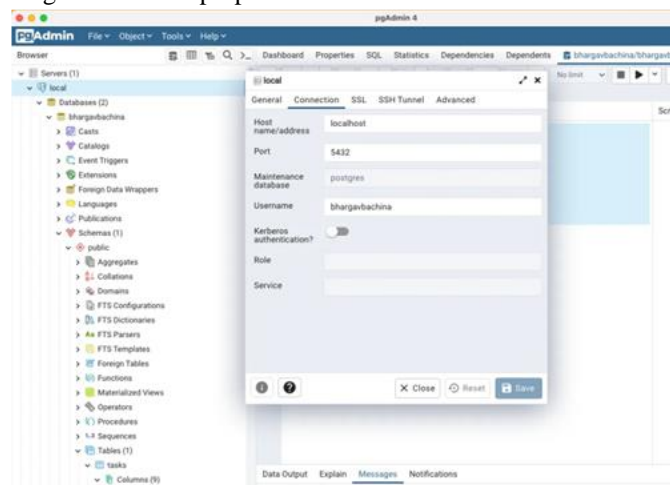 pgAdmin 4
pgAdmin File Object Tools Help
Browser
Dashboard Properties SQL Statistics Dependencies Dependents bhargavbachina/bhargavb
Servers (1)
local
Databases (2)
bhargavbachina
Casts
Catalogs
Event Triggers
Extensions
Foreign Data Wrappers
Languages
Publications
Schemas (1)
public
Aggregates
Collations
Domains
FTS Configurations
FTS Dictionaries
FTS Parsers
FTS Templates
Foreign Tables
Functions
Materialized Views
Operators
Procedures
Sequences
Tables (1)
tasks
Columns (9)
local
General Connection SSL SSH Tunnel Advanced
Host
name/address
localhost
Port
5432
Maintenance
database
postgres
Username
bhargavbachina
Kerberos
authentication?
Role
Service
Close Reset Save
No limit
Scr
Data Output Explain Messages Notifications